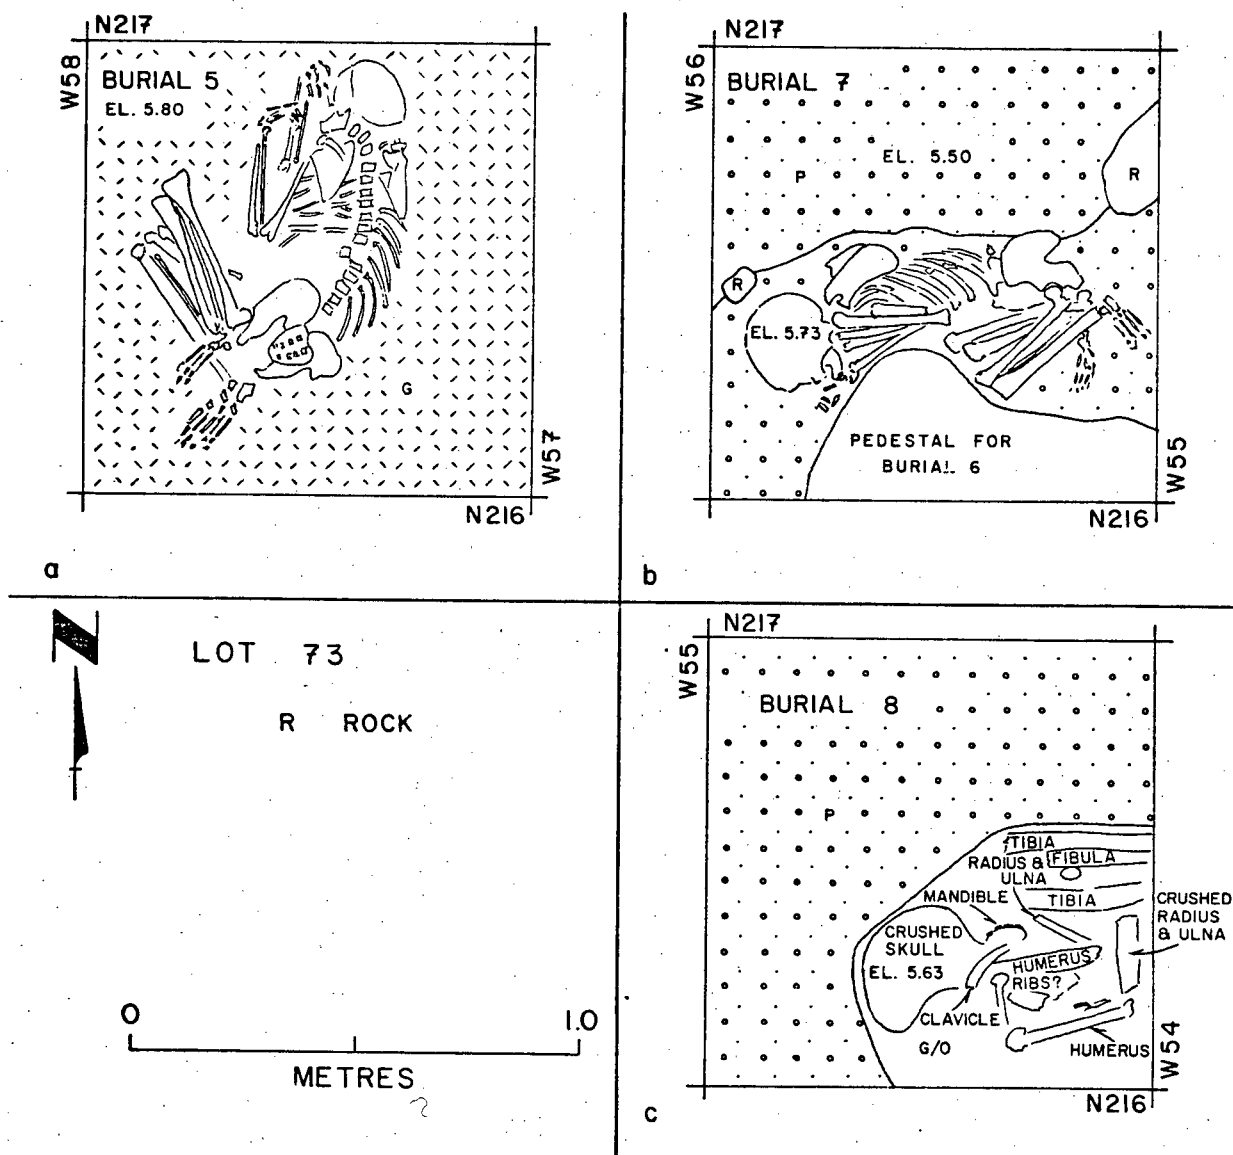 N217
W58
BURIAL 5
EL. 5.80
G
W57
N216
a
N217
W56
BURIAL 7
EL. 5.50
P
R
R
EL. 5.73
PEDESTAL FOR
BURIAL 6
W55
N216
b
N
LOT 73
R ROCK
0
1.0
METRES
N217
W55
BURIAL 8
P
TIBIA
RADIUS &
ULNA
FIBULA
MANDIBLE
TIBIA
CRUSHED
RADIUS
& ULNA
CRUSHED
SKULL
EL. 5.63
HUMERUS
RIBS?
CLAVICLE
G/O
HUMERUS
W54
N216
c